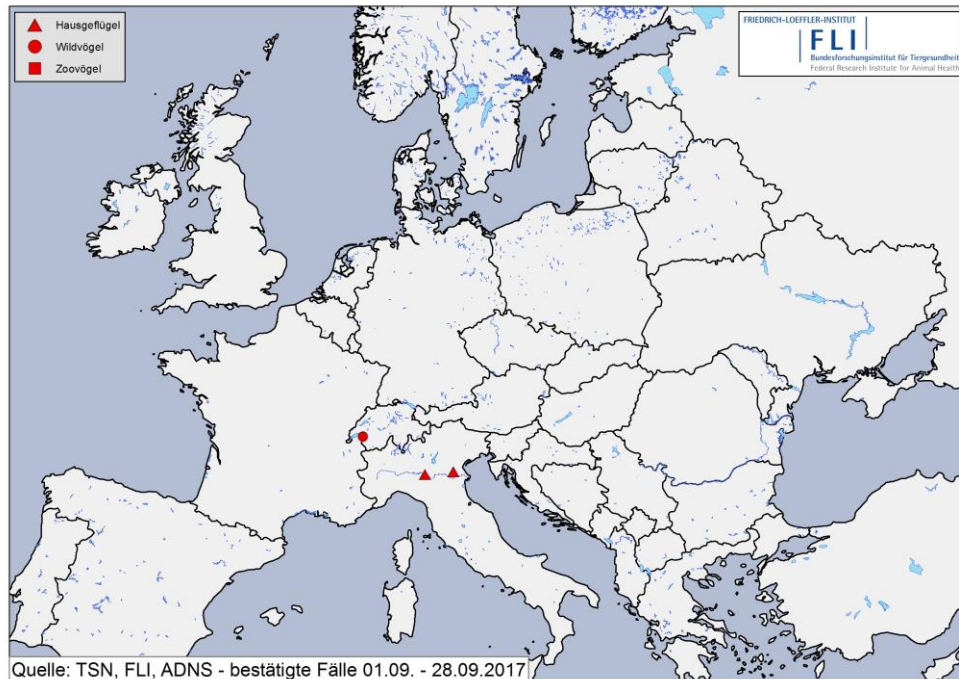 Hausgeflügel
Wildvögel
Zoovögel
FRIEDRICH-LOEFFLER-INSTITUT
FLI
Bundesforschungsinstitut für Tiergesundheit
Federal Research Institute for Animal Health
Quelle: TSN, FLI, ADNS - bestätigte Fälle 01.09. - 28.09.2017